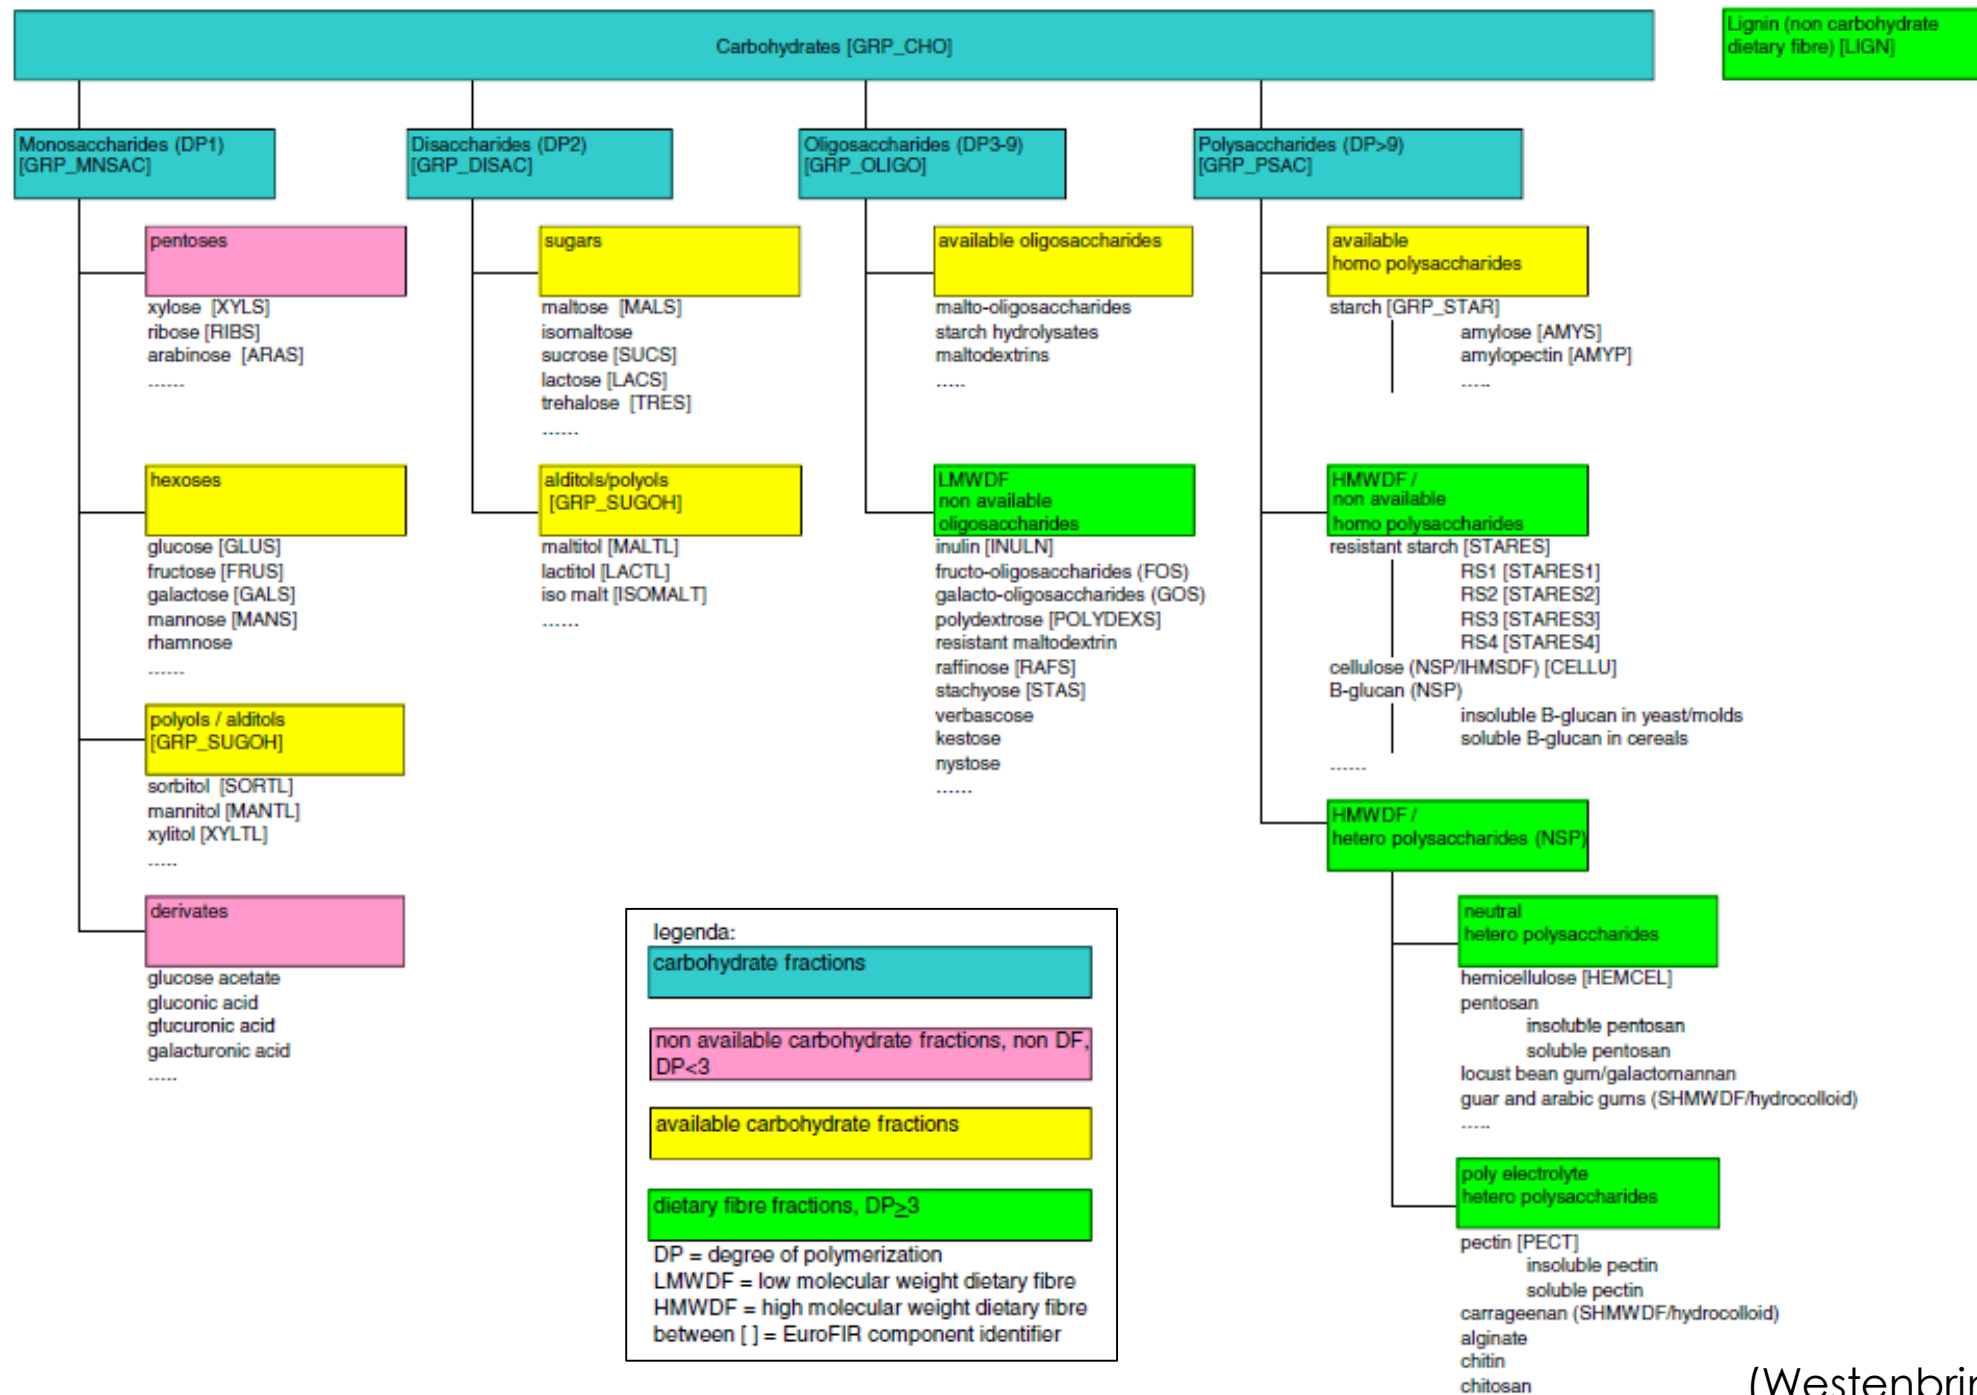 Carbohydrates [GRP_CHO]
Lignin (non carbohydrate
dietary fibre) [LIGN]
Monosaccharides (DP1)
[GRP_MNSAC]
pentoses
xylose [XYLS]
ribose [RIBS]
arabinose [ARAS]
......
hexoses
glucose [GLUS]
fructose [FRUS]
galactose [GALS]
mannose [MANS]
rhamnose
......
polyols / alditols
[GRP_SUGOH]
sorbitol [SORTL]
mannitol [MANTL]
xylitol [XYLTL]
.....
derivates
glucose acetate
gluconic acid
glucuronic acid
galacturonic acid
.....
Disaccharides (DP2)
[GRP_DISAC]
sugars
maltose [MALS]
isomaltose
sucrose [SUCS]
lactose [LACS]
trehalose [TRES]
......
alditols/polyols
[GRP_SUGOH]
maltitol [MALTL]
lactitol [LACTL]
iso malt [ISOMALT]
......
Oligosaccharides (DP3-9)
[GRP_OLIGO]
available oligosaccharides
malto-oligosaccharides
starch hydrolysates
maltodextrins
.....
LMWDF
non available
oligosaccharides
inulin [INULN]
fructo-oligosaccharides (FOS)
galacto-oligosaccharides (GOS)
polydextrose [POLYDEXS]
resistant maltodextrin
raffinose [RAFS]
stachyose [STAS]
verbascose
kestose
nystose
......
Polysaccharides (DP>9)
[GRP_PSAC]
available
homo polysaccharides
starch [GRP_STAR]
amylose [AMYS]
amylopectin [AMYP]
.....
HMWDF /
non available
homo polysaccharides
resistant starch [STARES]
RS1 [STARES1]
RS2 [STARES2]
RS3 [STARES3]
RS4 [STARES4]
cellulose (NSP/IHMSDF) [CELLU]
B-glucan (NSP)
insoluble B-glucan in yeast/molds
soluble B-glucan in cereals
......
HMWDF /
hetero polysaccharides (NSP)
neutral
hetero polysaccharides
hemicellulose [HEMCEL]
pentosan
insoluble pentosan
soluble pentosan
locust bean gum/galactomannan
guar and arabic gums (SHMWDF/hydrocolloid)
.....
poly electrolyte
hetero polysaccharides
pectin [PECT]
insoluble pectin
soluble pectin
carrageenan (SHMWDF/hydrocolloid)
alginate
chitin
chitosan
legenda:
carbohydrate fractions
non available carbohydrate fractions, non DF,
DP<3
available carbohydrate fractions
dietary fibre fractions, DP≥3
DP = degree of polymerization
LMWDF = low molecular weight dietary fibre
HMWDF = high molecular weight dietary fibre
between [ ] = EuroFIR component identifier